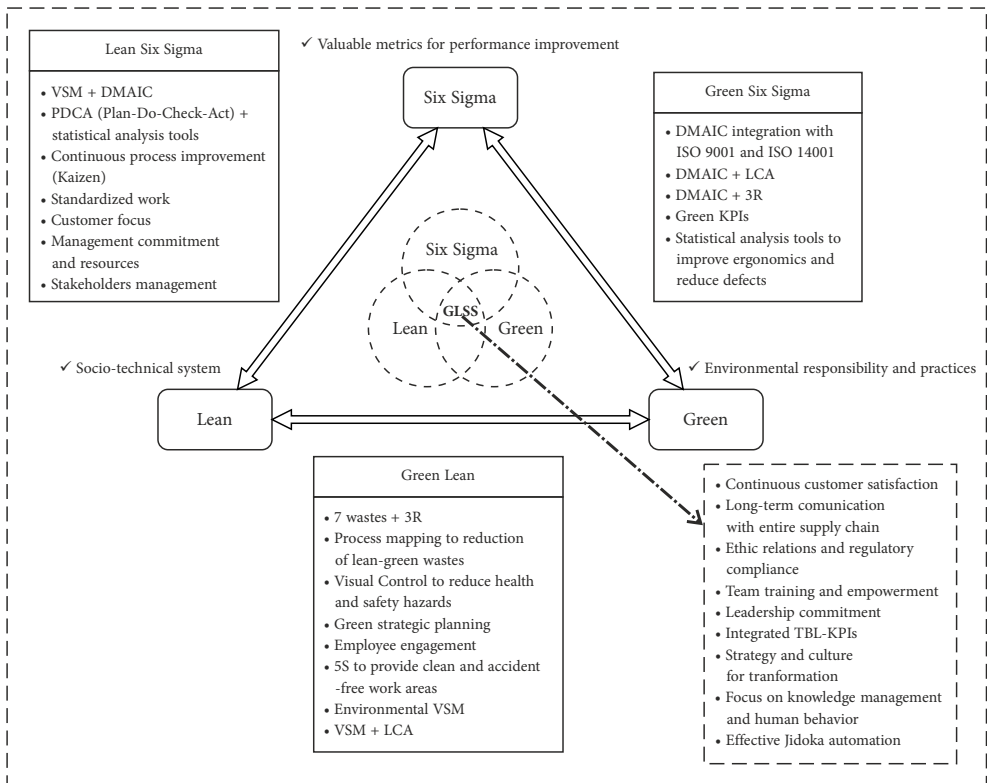 ✓ Valuable metrics for performance improvement
Lean Six Sigma
• VSM + DMAIC
• PDCA (Plan-Do-Check-Act) +
statistical analysis tools
• Continuous process improvement
(Kaizen)
• Standardized work
• Customer focus
• Management commitment
and resources
• Stakeholders management
Six Sigma
Green Six Sigma
• DMAIC integration with
ISO 9001 and ISO 14001
• DMAIC + LCA
• DMAIC + 3R
• Green KPIs
• Statistical analysis tools to
improve ergonomics and
reduce defects
Six Sigma
GLSS
Lean
Green
✓ Socio-technical system
Lean
✓ Environmental responsibility and practices
Green
Green Lean
• 7 wastes + 3R
• Process mapping to reduction
of lean-green wastes
• Visual Control to reduce health
and safety hazards
• Green strategic planning
• Employee engagement
• 5S to provide clean and accident
-free work areas
• Environmental VSM
• VSM + LCA
• Continuous customer satisfaction
• Long-term comunication
with entire supply chain
• Ethic relations and regulatory
compliance
• Team training and empowerment
• Leadership commitment
• Integrated TBL-KPIs
• Strategy and culture
for tranformation
• Focus on knowledge management
and human behavior
• Effective Jidoka automation